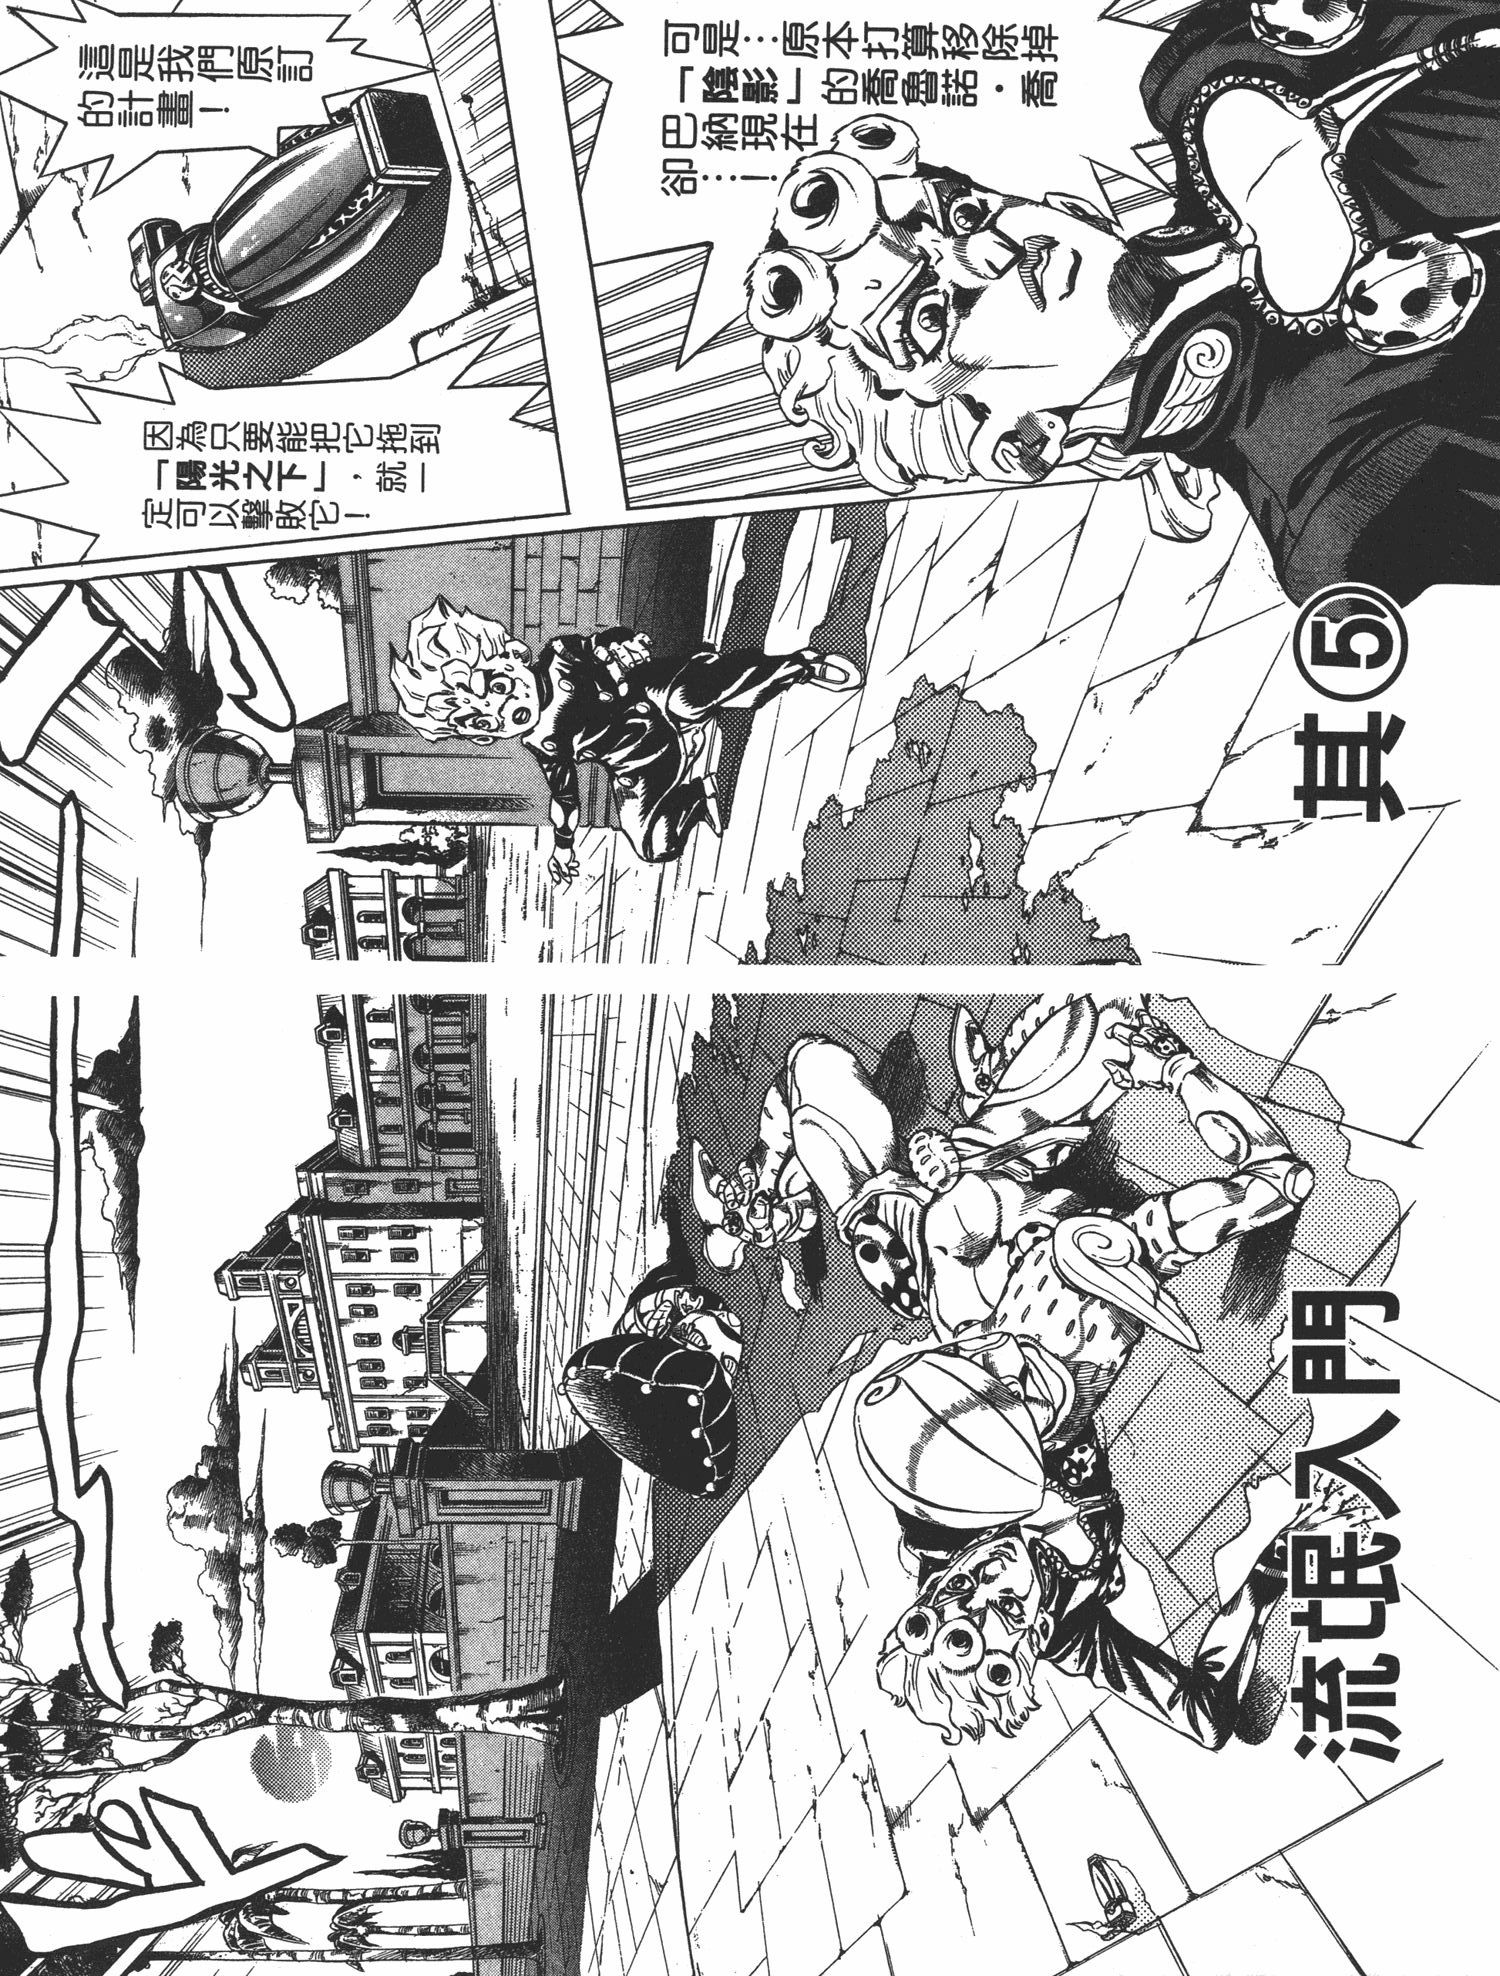 這是我們原訂
的計畫！
因為只要能把它拖到
「陽光之下」，就一
定可以擊敗它！
可是…原本打算移除掉
「陰影」的喬魯諾・喬
巴納現在
卻……！
流氓入門
其⑤